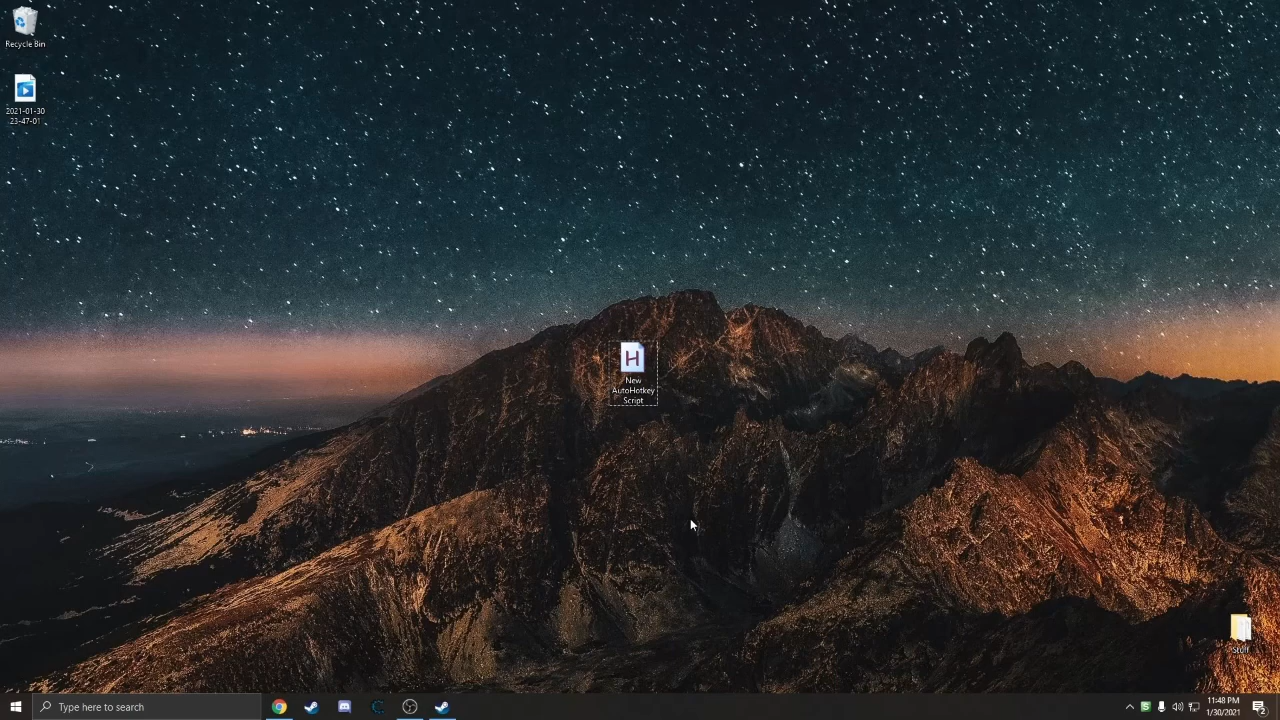 Recycle Bin
2021-01-30
23-47-01
H
New
AutoHotkey
Script
Stuff
Type here to search
11:48 PM
1/30/2021
2